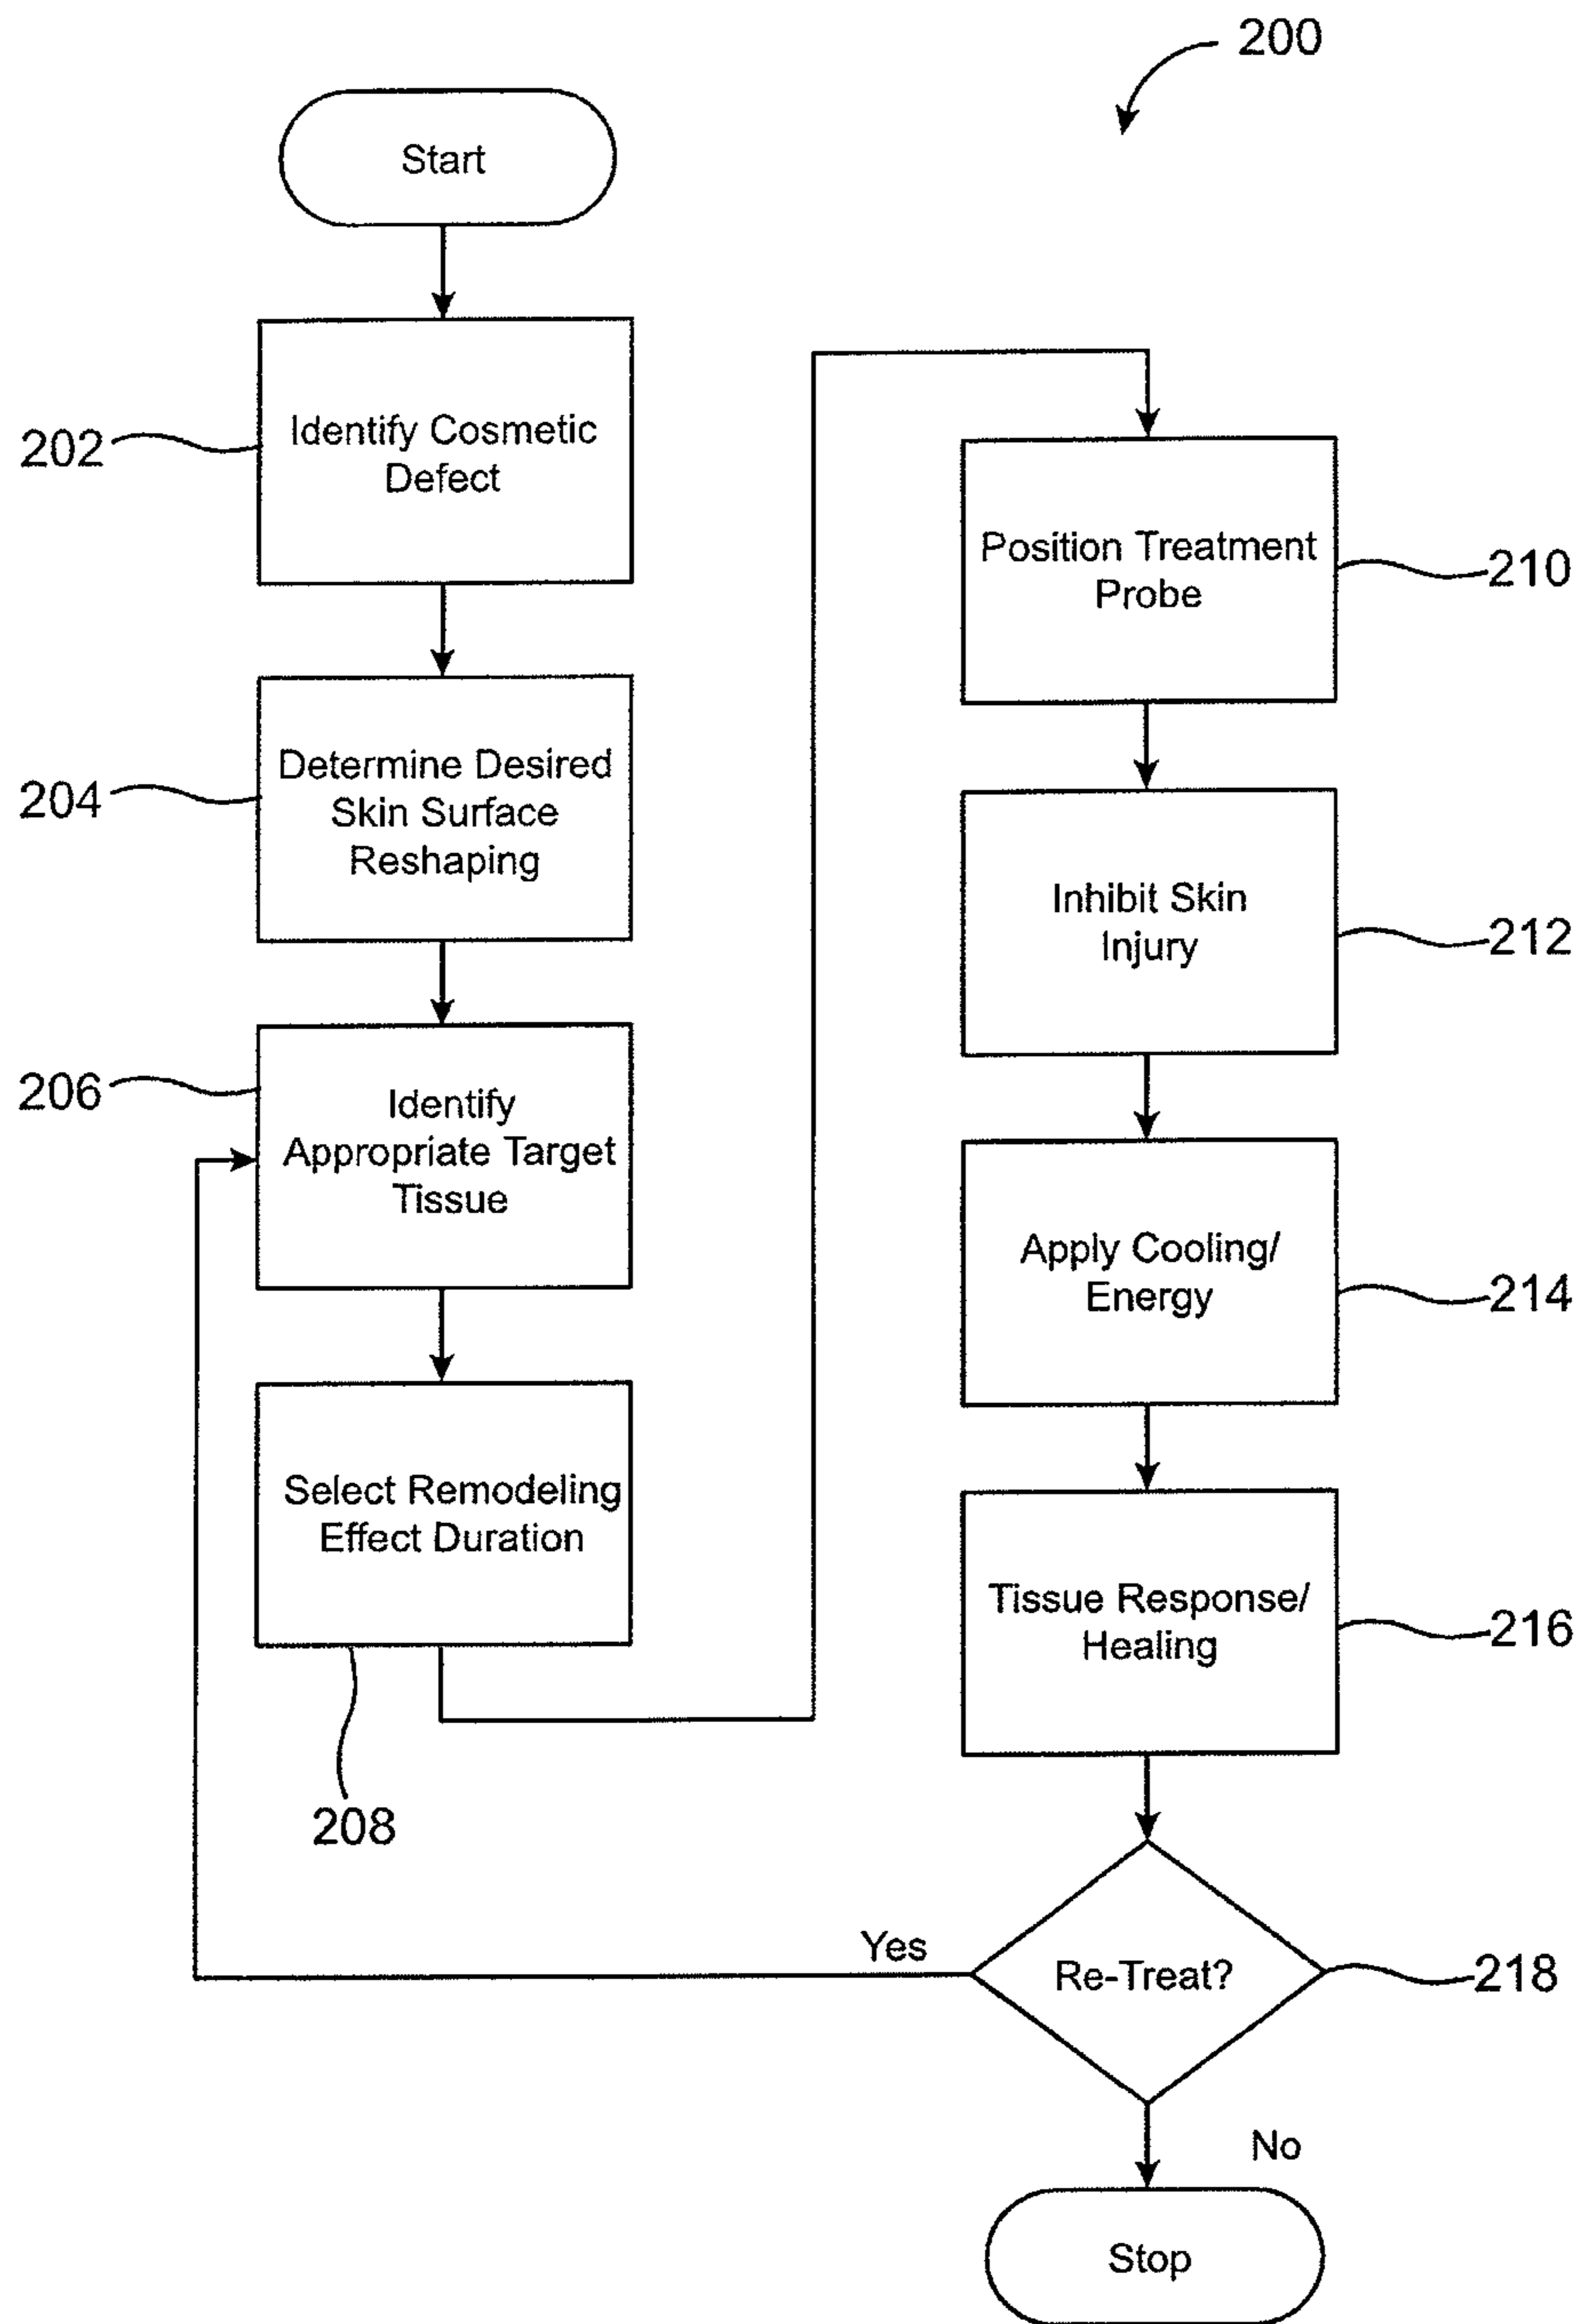 200
Start
202
Identify Cosmetic
Defect
204
Determine Desired
Skin Surface
Reshaping
206
Identify
Appropriate Target
Tissue
Select Remodeling
Effect Duration
208
Position Treatment
Probe
210
Inhibit Skin
Injury
212
Apply Cooling/
Energy
214
Tissue Response/
Healing
216
Yes
Re-Treat?
218
No
Stop